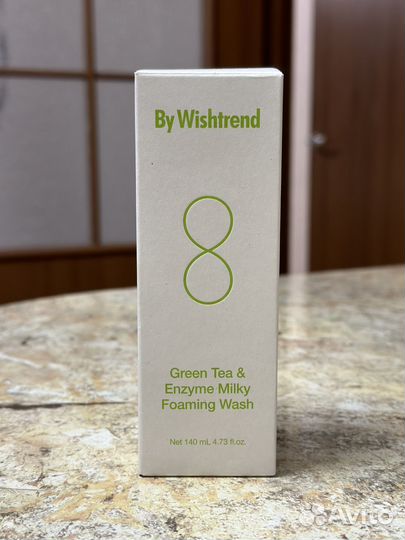 By Wishtrend
Green Tea &
Enzyme Milky
Foaming Wash
Net 140 mL 4.73 fl.oz.
Avito